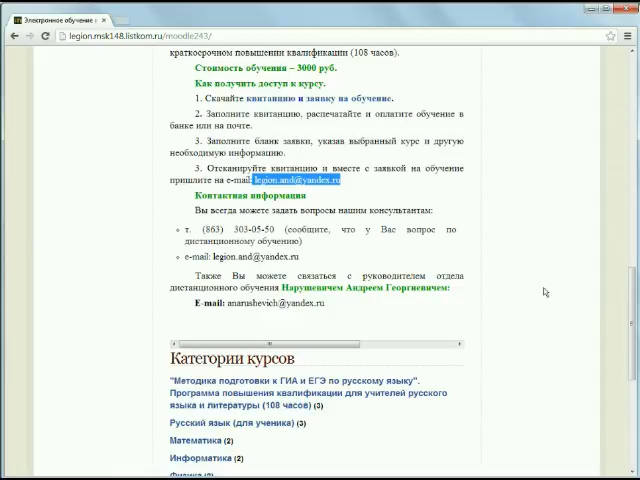 Электронное обучение
legion.msk148.listkom.ru/moodle243/
краткосрочном повышении квалификации (108 часов).
Стоимость обучения – 3000 руб.
Как получить доступ к курсу.
1. Скачайте квитанцию и заявку на обучение.
2. Заполните квитанцию, распечатайте и оплатите обучение в
банке или на почте.
3. Заполните бланк заявки, указав выбранный курс и другую
необходимую информацию.
3. Отсканируйте квитанцию и вместе с заявкой на обучение
пришлите на e-mail: legion.and@yandex.ru
Контактная информация
Вы всегда можете задать вопросы нашим консультантам:
т. (863) 303-05-50 (сообщите, что у Вас вопрос по
дистанционному обучению)
e-mail: legion.and@yandex.ru
Также Вы можете связаться с руководителем отдела
дистанционного обучения Нарушевичем Андреем Георгиевичем:
E-mail: anarushevich@yandex.ru
Категории курсов
"Методика подготовки к ГИА и ЕГЭ по русскому языку".
Программа повышения квалификации для учителей русского
языка и литературы (108 часов) (3)
Русский язык (для ученика) (3)
Математика (2)
Информатика (2)
Физика (2)